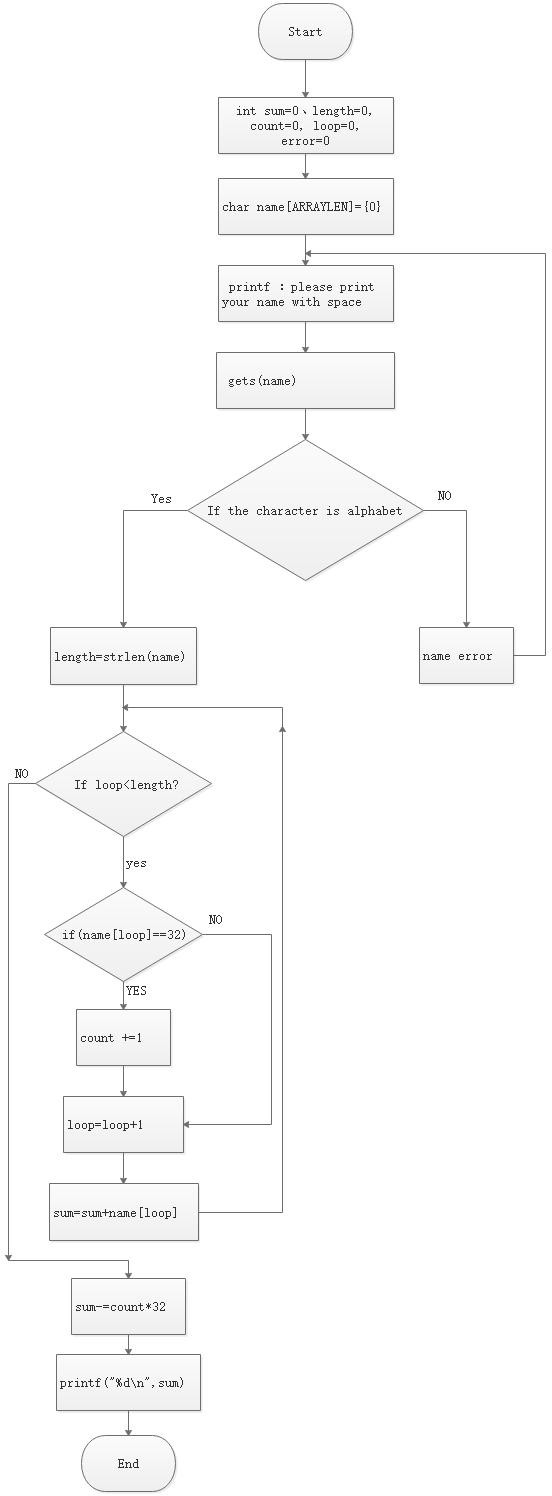 Start
int sum=0、length=0,
count=0, loop=0,
error=0
char name[ARRAYLEN]={0}
printf : please print
your name with space
gets(name)
If the character is alphabet
Yes
NO
length=strlen(name)
name error
If loop<length?
NO
yes
if(name[loop]==32)
NO
YES
count +=1
loop=loop+1
sum=sum+name[loop]
sum-=count*32
printf("%d\n",sum)
End